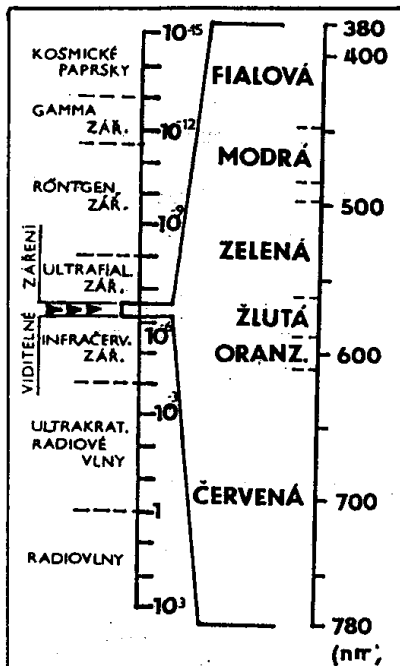 KOSMICKÉ
PAPRSKY
GAMMA
ZÁŘ.
RÖNTGEN.
ZÁŘ.
ULTRAFIAL.
ZÁŘ.
VIDITELNÉ ZÁŘENÍ
INFRAČERV.
ZÁŘ.
ULTRAKRAT.
RADIOVÉ
VLNY
RADIOVLNY
10⁻¹⁵
10⁻¹²
10⁻⁹
10⁻⁶
10⁻³
1
10³
FIALOVÁ
MODRÁ
ZELENÁ
ŽLUTÁ
ORANZ.
ČERVENÁ
380
400
500
600
700
780
(nm)